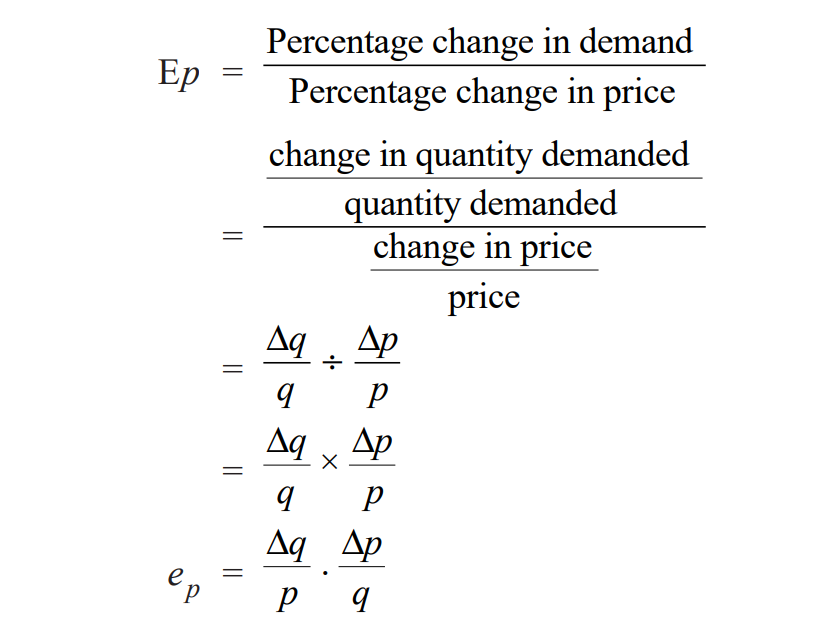 Ep = Percentage change in demand
Percentage change in price
change in quantity demanded
quantity demanded
=
change in price
price
= Δq/q ÷ Δp/p
= Δq/q × Δp/p
e_p = Δq/p · Δp/q